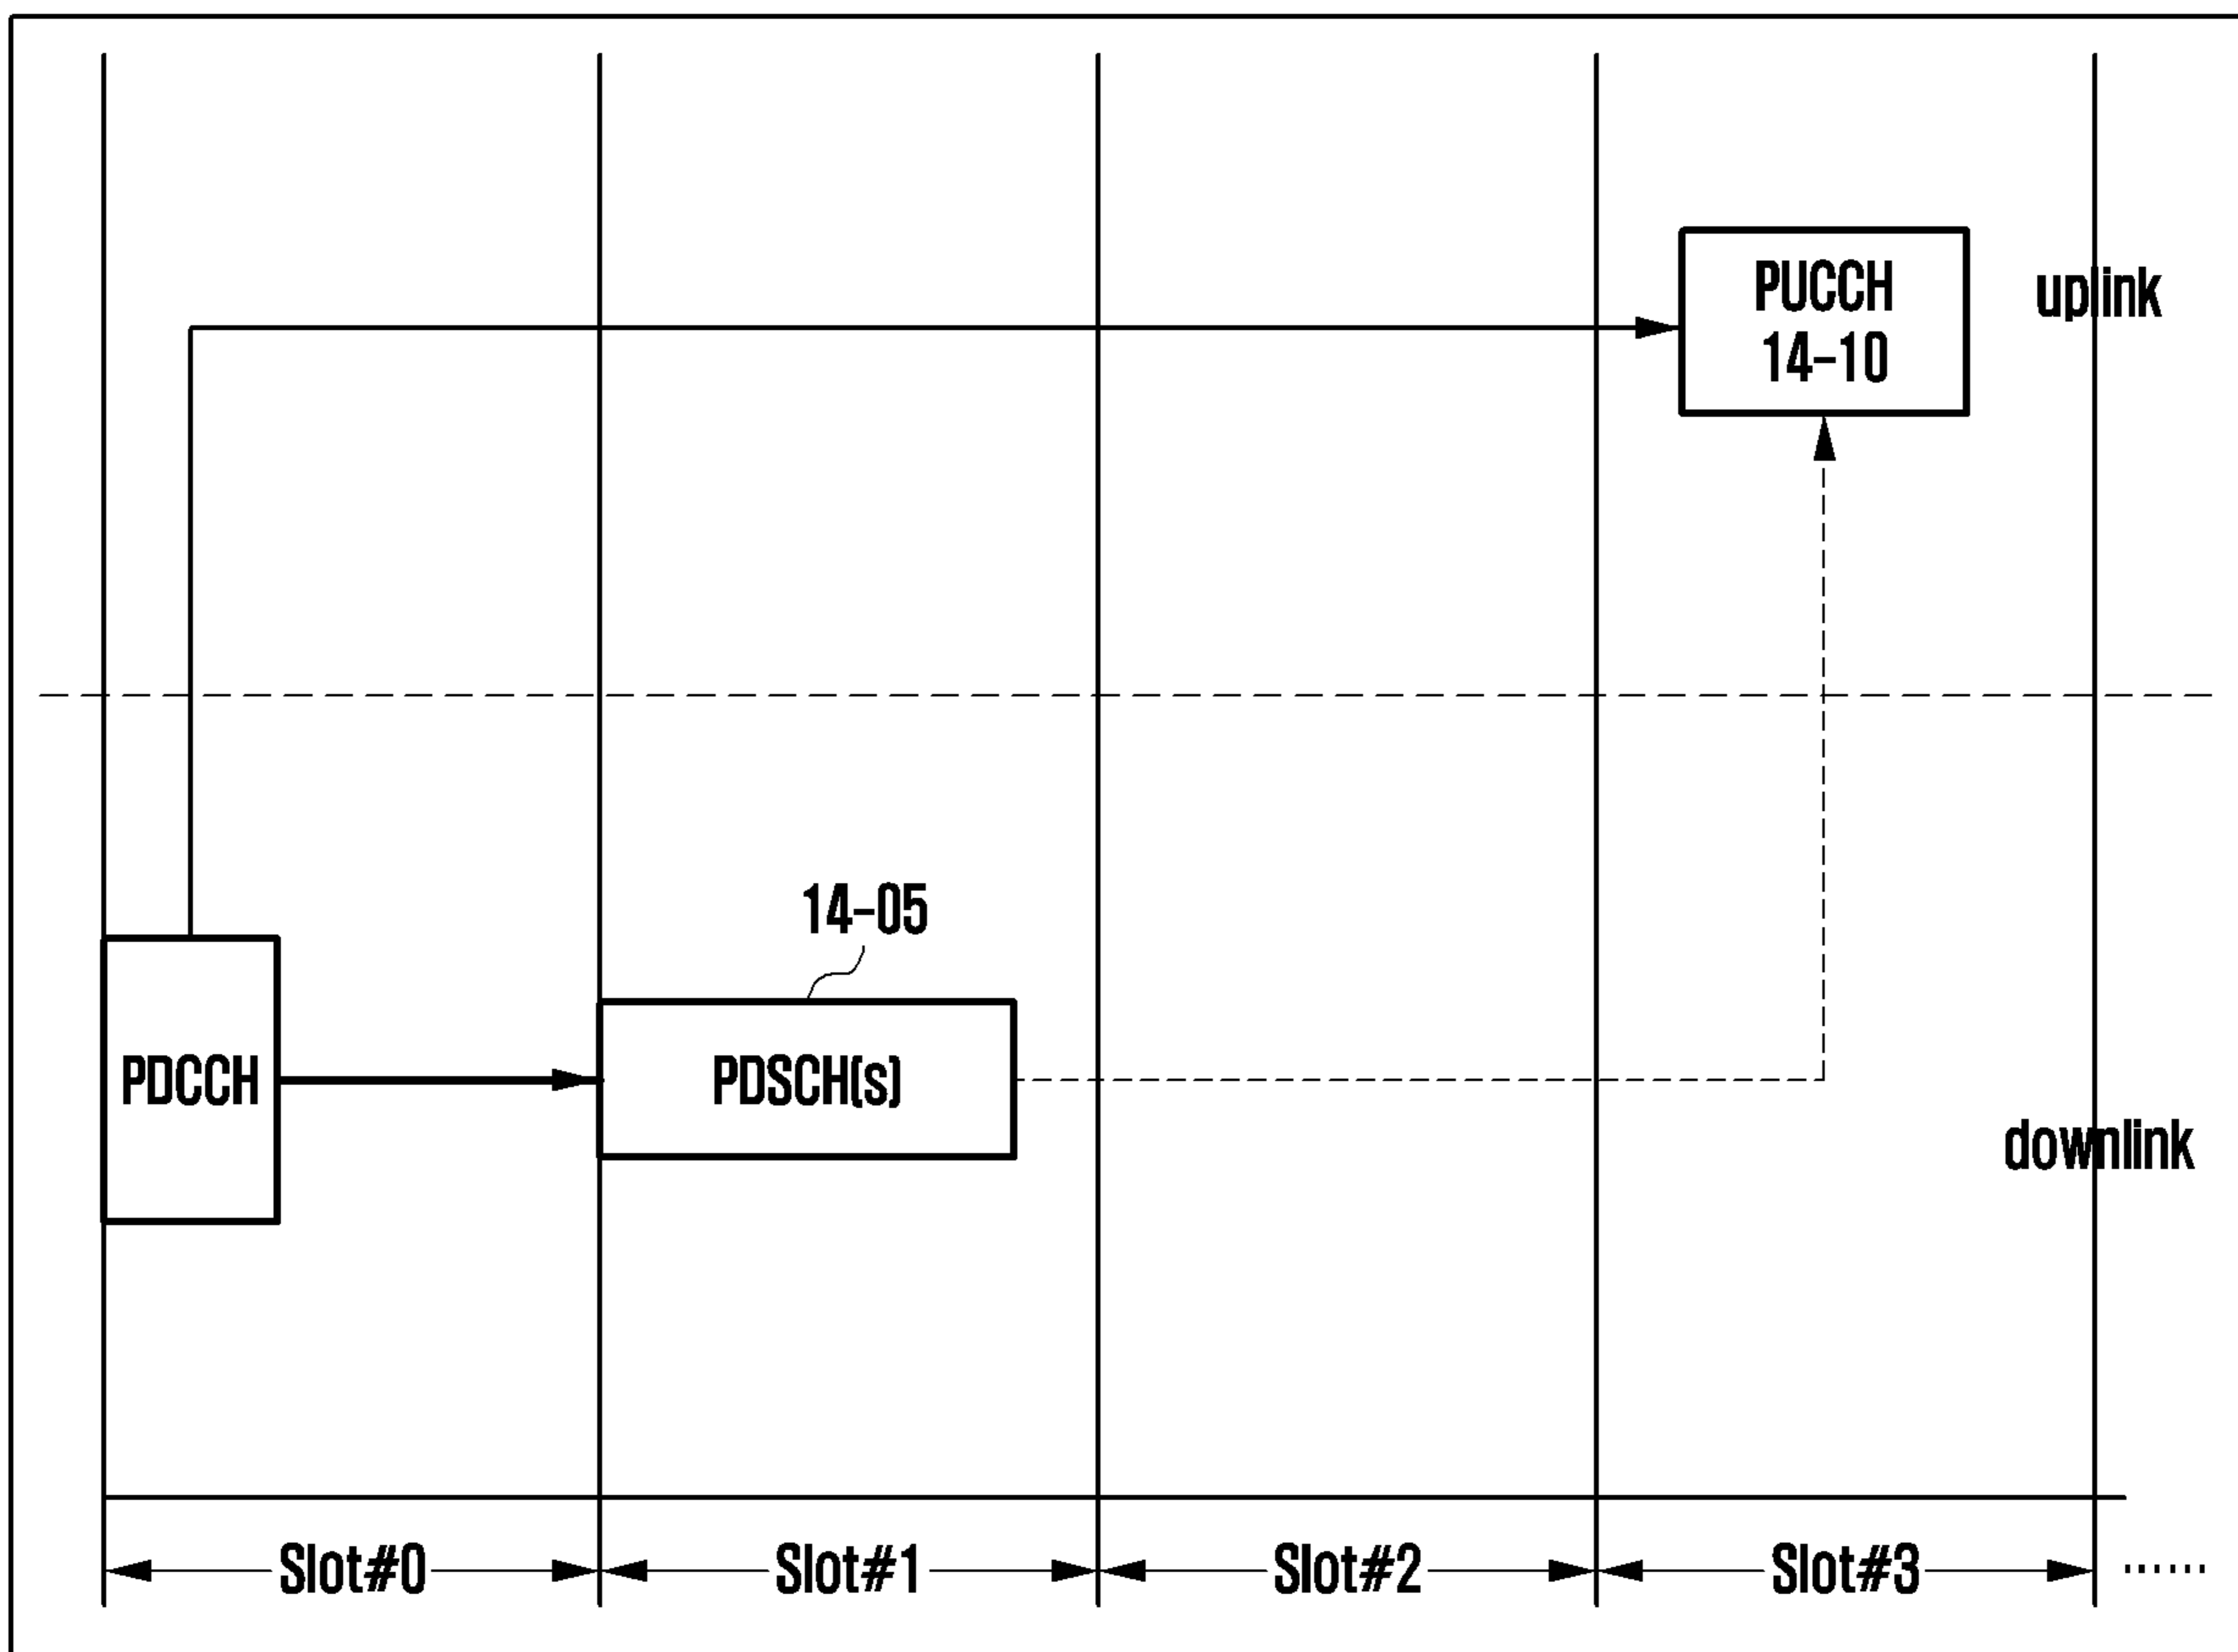 PUCCH
14-10
uplink
14-05
PDCCH
PDSCH(s)
downlink
Slot#0
Slot#1
Slot#2
Slot#3
......